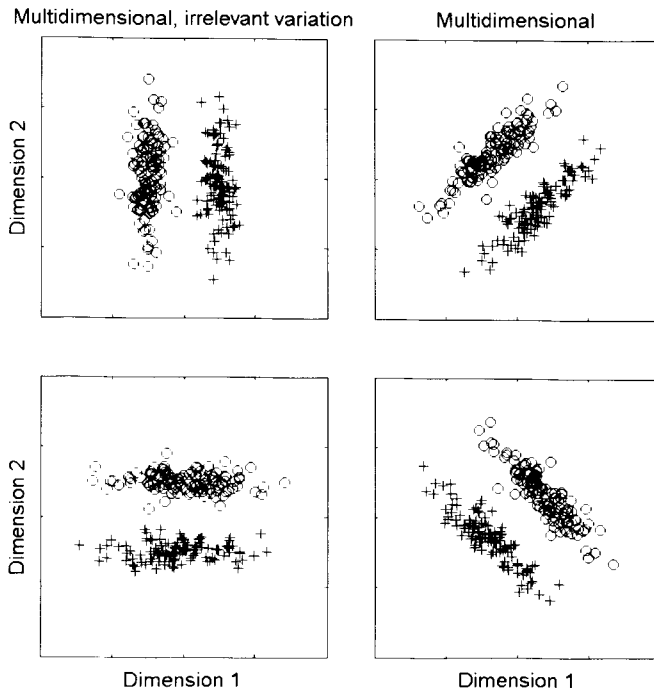 Multidimensional, irrelevant variation
Multidimensional
Dimension 2
Dimension 2
Dimension 1
Dimension 1